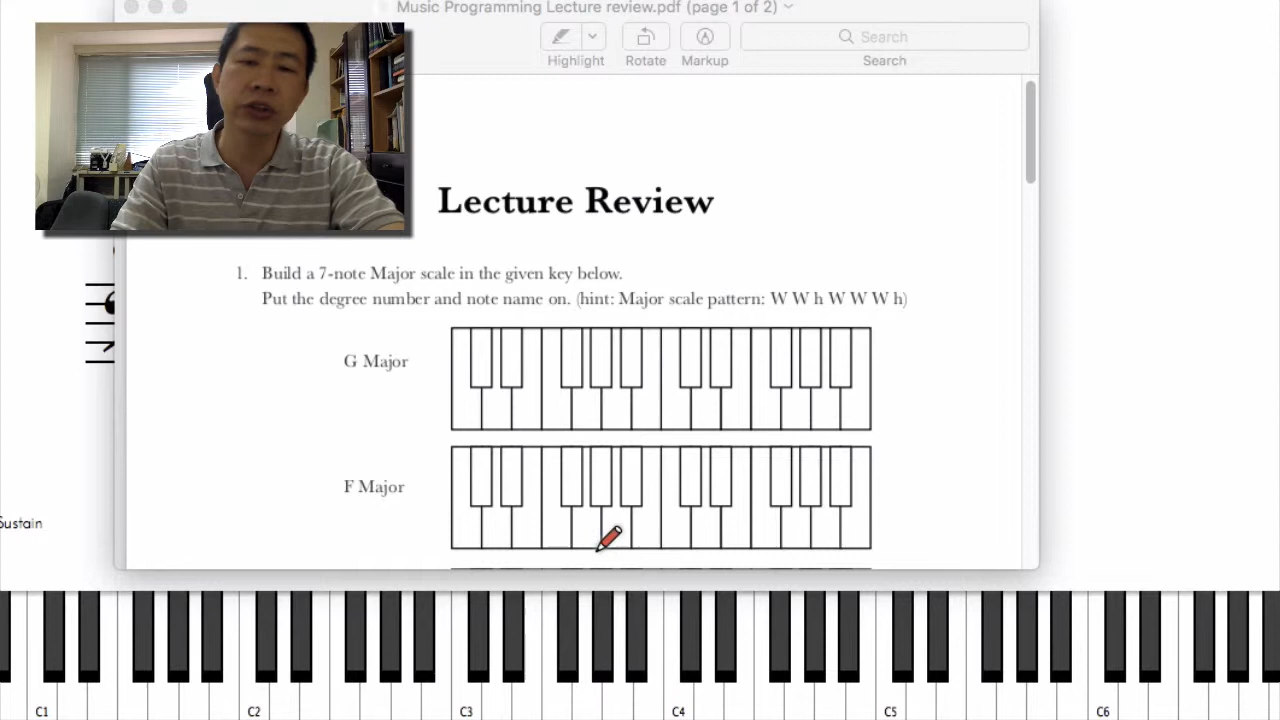 Music Programming Lecture review.pdf (page 1 of 2)
Search
Highlight Rotate Markup Search
Lecture Review
1. Build a 7-note Major scale in the given key below.
Put the degree number and note name on. (hint: Major scale pattern: W W h W W W h)
G Major
F Major
Sustain
C1 C2 C3 C4 C5 C6